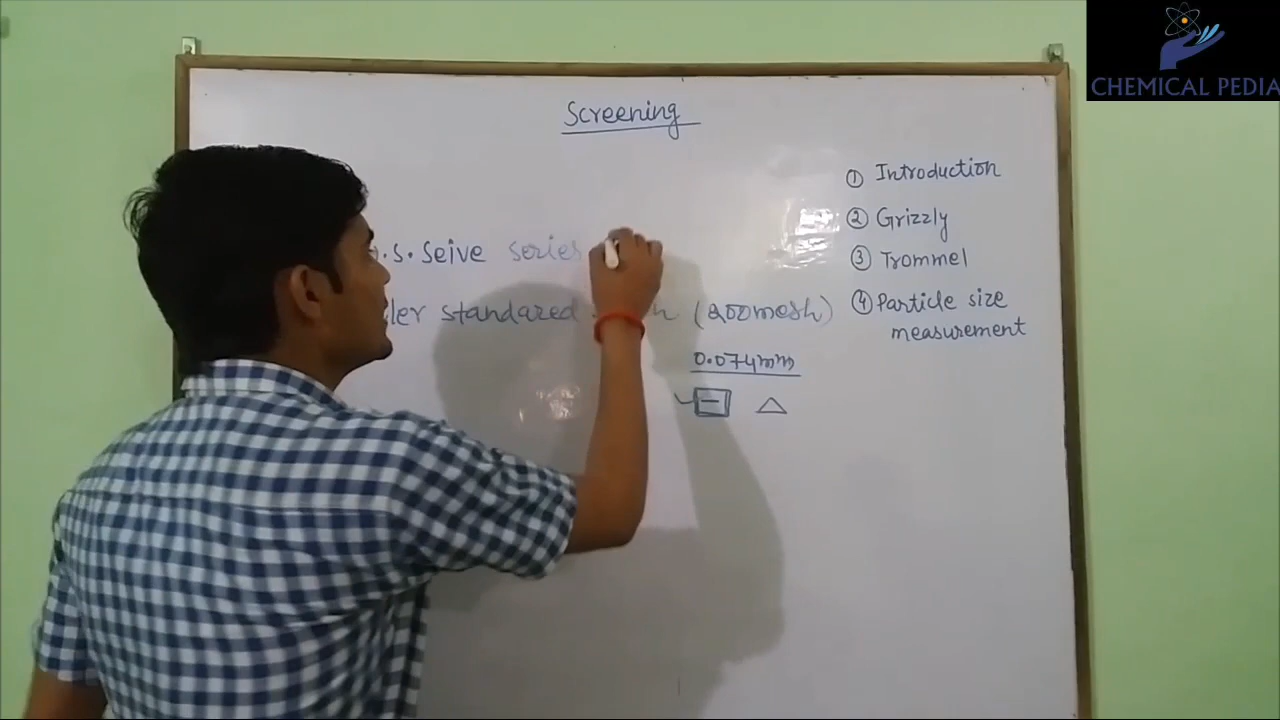 CHEMICAL PEDIA
Screening
① Introduction
② Grizzly
③ Trommel
④ Particle size
measurement
.s. Seive series
ler standared (200mesh)
0.074mm